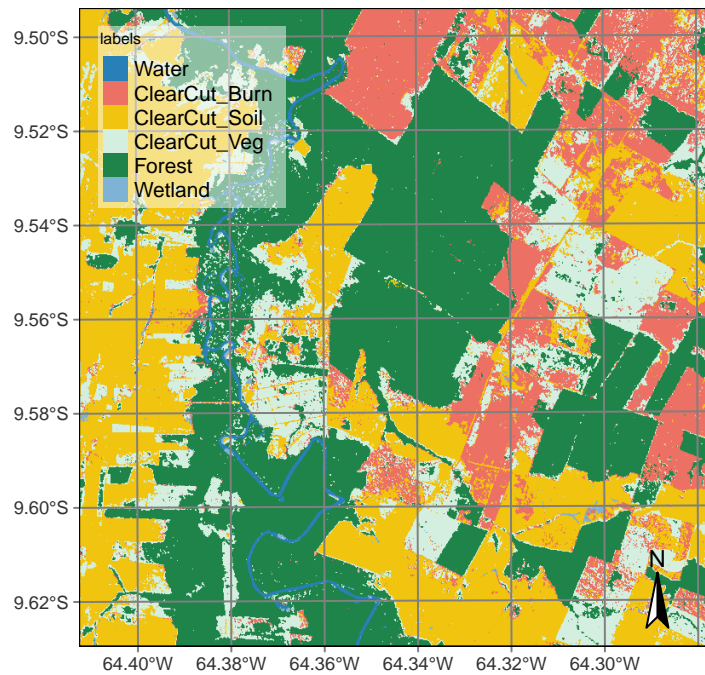 labels
Water
ClearCut_Burn
ClearCut_Soil
ClearCut_Veg
Forest
Wetland
9.50°S
9.52°S
9.54°S
9.56°S
9.58°S
9.60°S
9.62°S
N
64.40°W 64.38°W 64.36°W 64.34°W 64.32°W 64.30°W